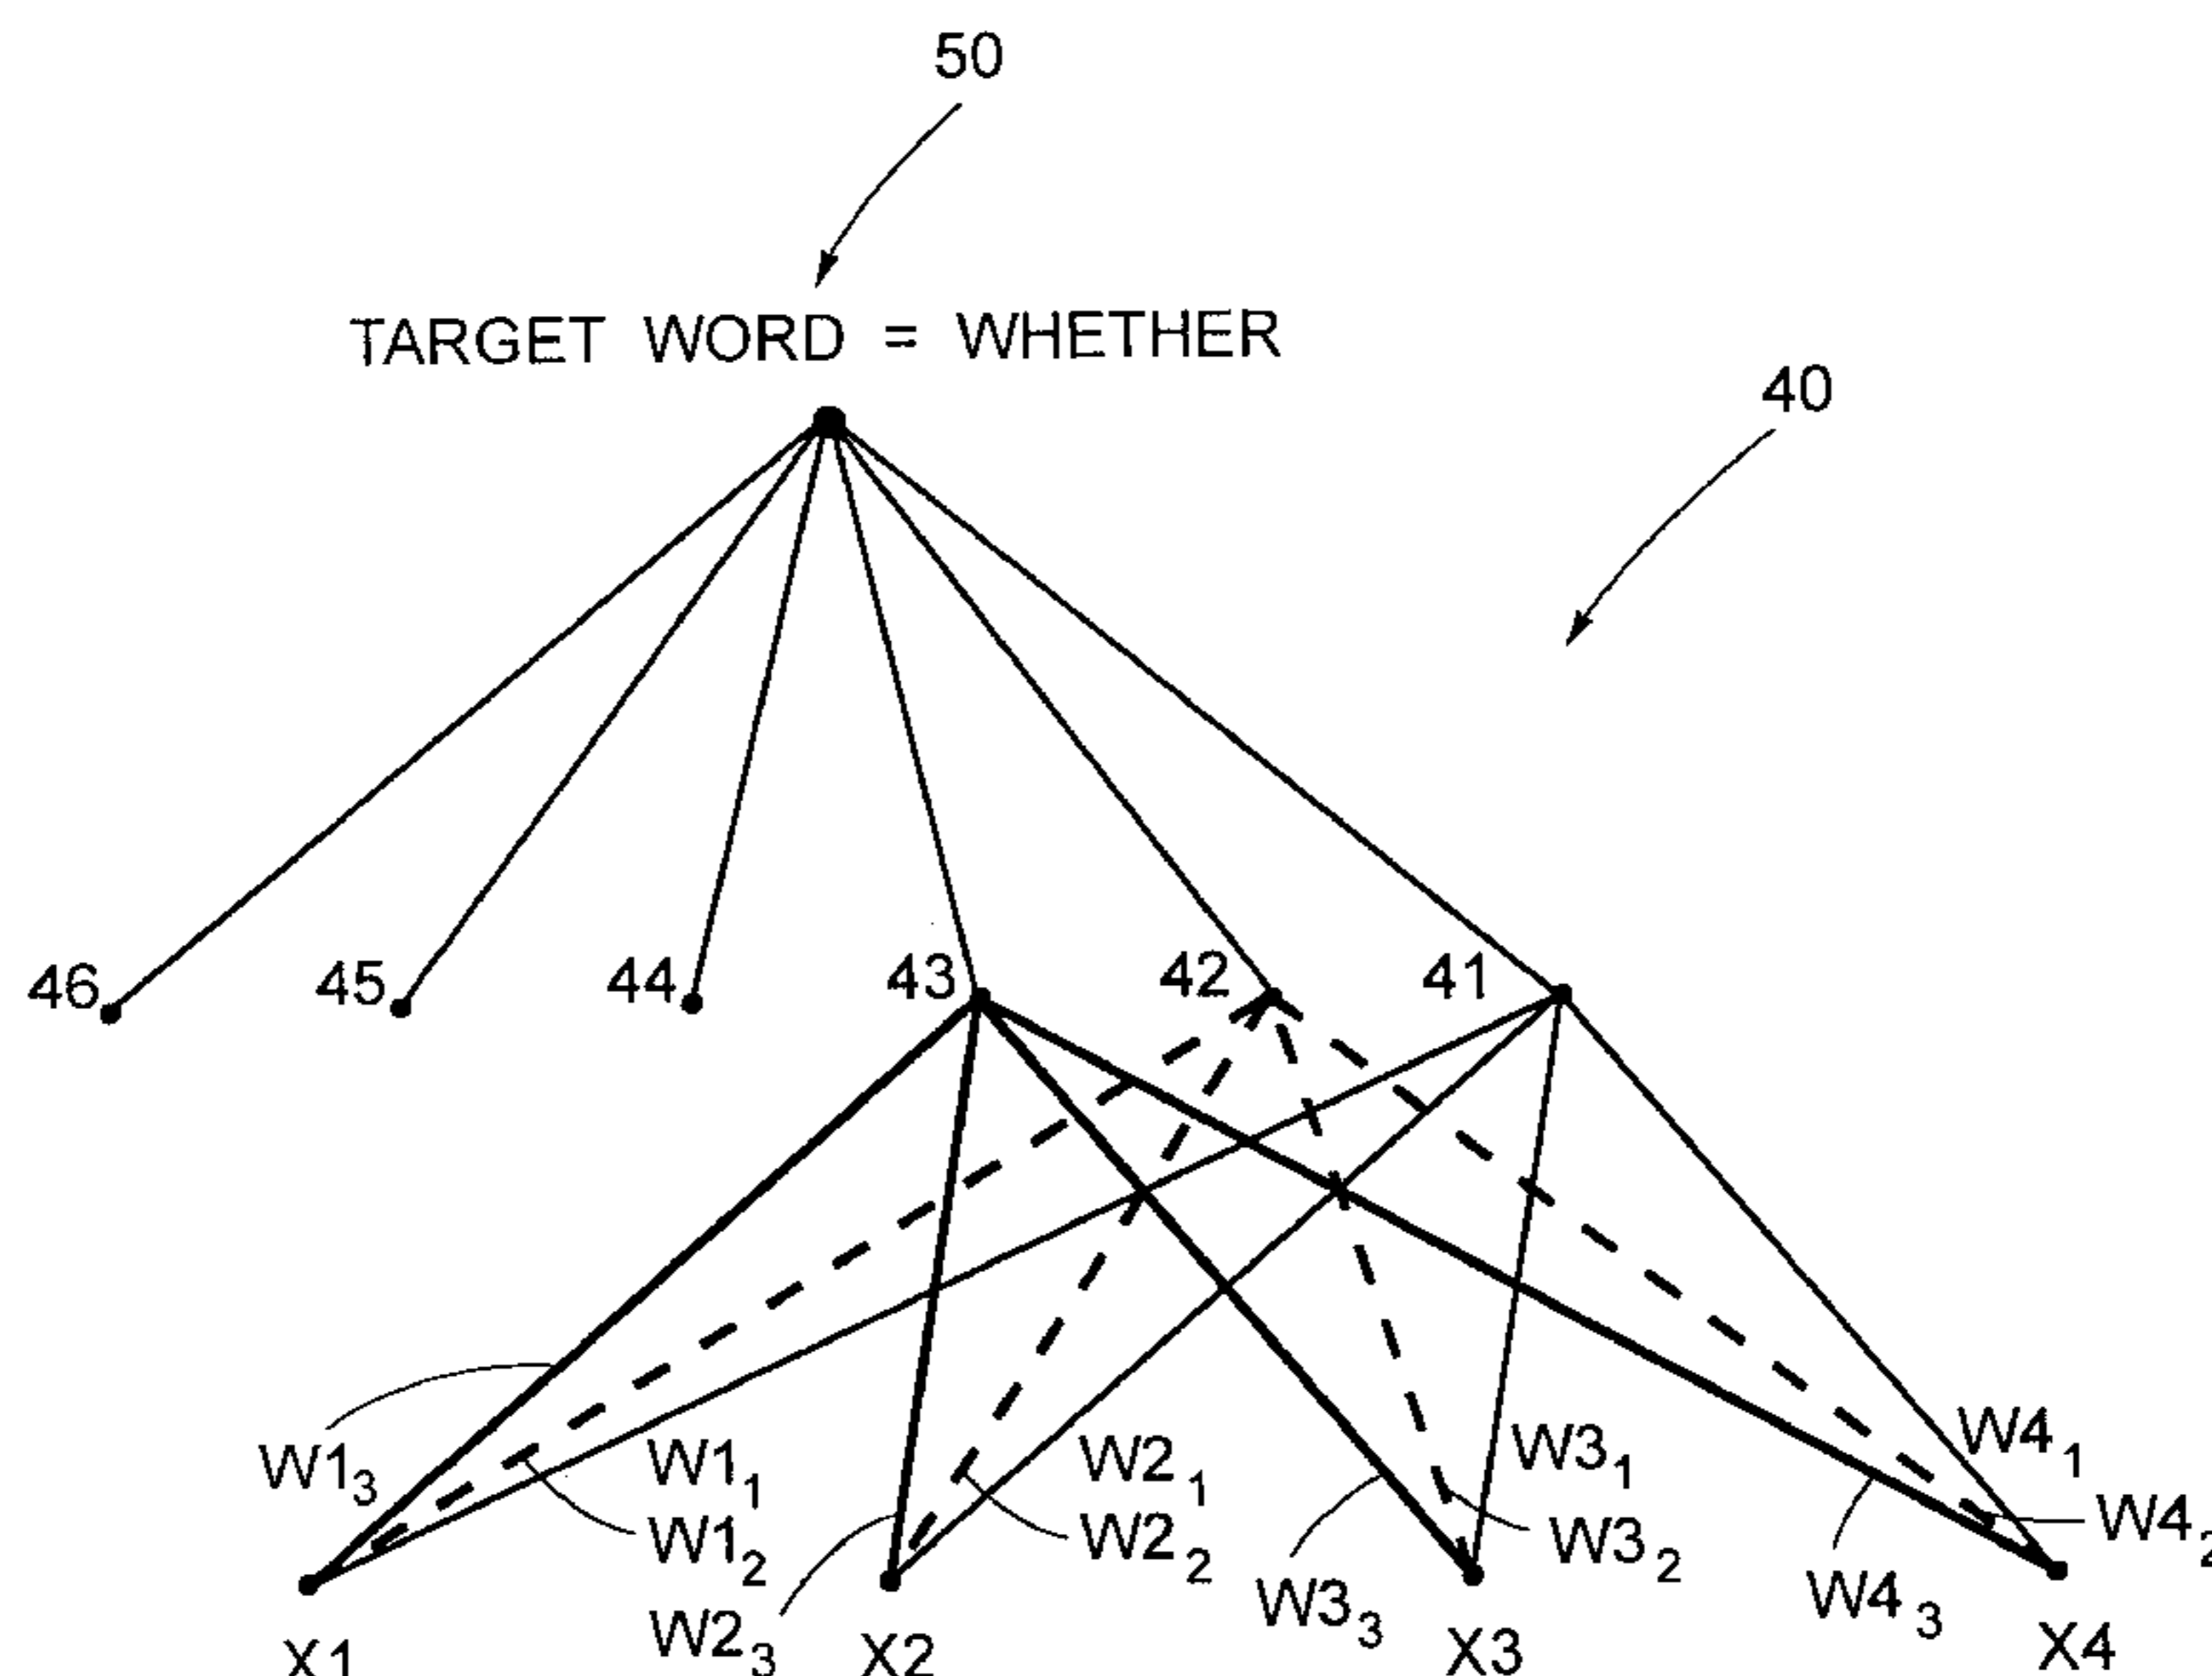 50
TARGET WORD = WHETHER
40
46 45 44 43 42 41
W1₃ W1₁ W2₁ W3₁ W4₁
W1₂ W2₂ W3₂ W4₂
W2₃ W3₃ W4₃
X1 X2 X3 X4